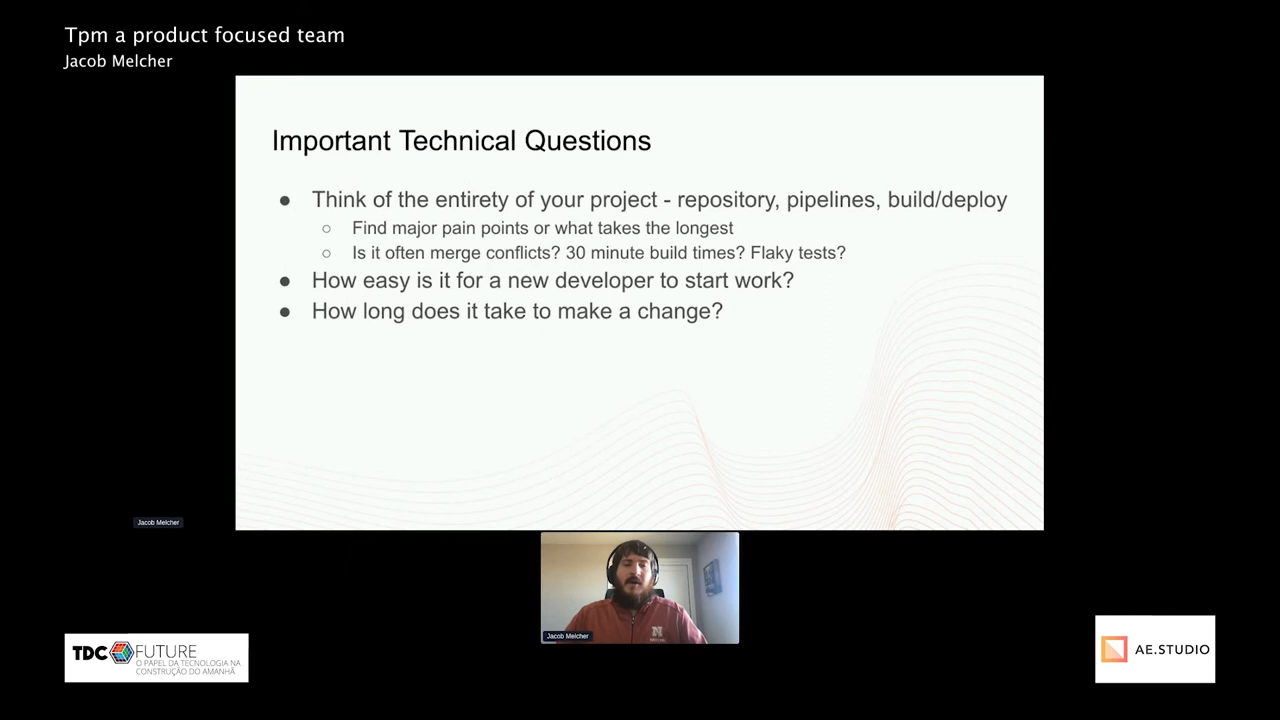 Tpm a product focused team
Jacob Melcher
Important Technical Questions
● Think of the entirety of your project - repository, pipelines, build/deploy
○ Find major pain points or what takes the longest
○ Is it often merge conflicts? 30 minute build times? Flaky tests?
● How easy is it for a new developer to start work?
● How long does it take to make a change?
Jacob Melcher
N
Jacob Melcher
TDC FUTURE
O PAPEL DA TECNOLOGIA NA
CONSTRUÇÃO DO AMANHÃ
AE.STUDIO